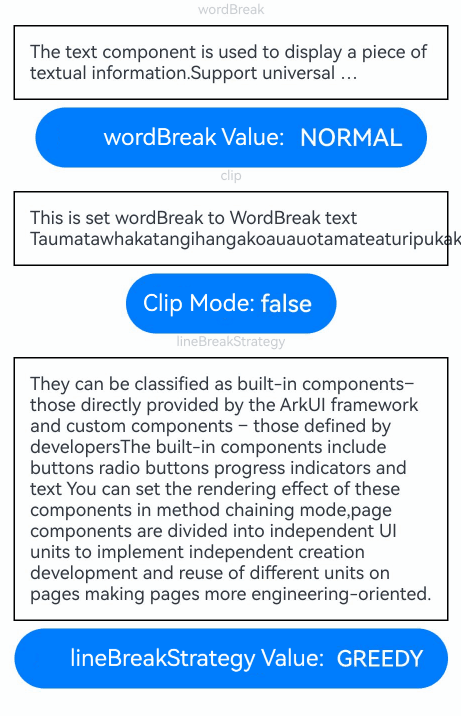 wordBreak
The text component is used to display a piece of
textual information.Support universal ...
wordBreak Value: NORMAL
clip
This is set wordBreak to WordBreak text
Taumatawhakatangihangakoauauotamateaturipukak
Clip Mode: false
lineBreakStrategy
They can be classified as built-in components–
those directly provided by the ArkUI framework
and custom components – those defined by
developersThe built-in components include
buttons radio buttons progress indicators and
text You can set the rendering effect of these
components in method chaining mode,page
components are divided into independent UI
units to implement independent creation
development and reuse of different units on
pages making pages more engineering-oriented.
lineBreakStrategy Value: GREEDY